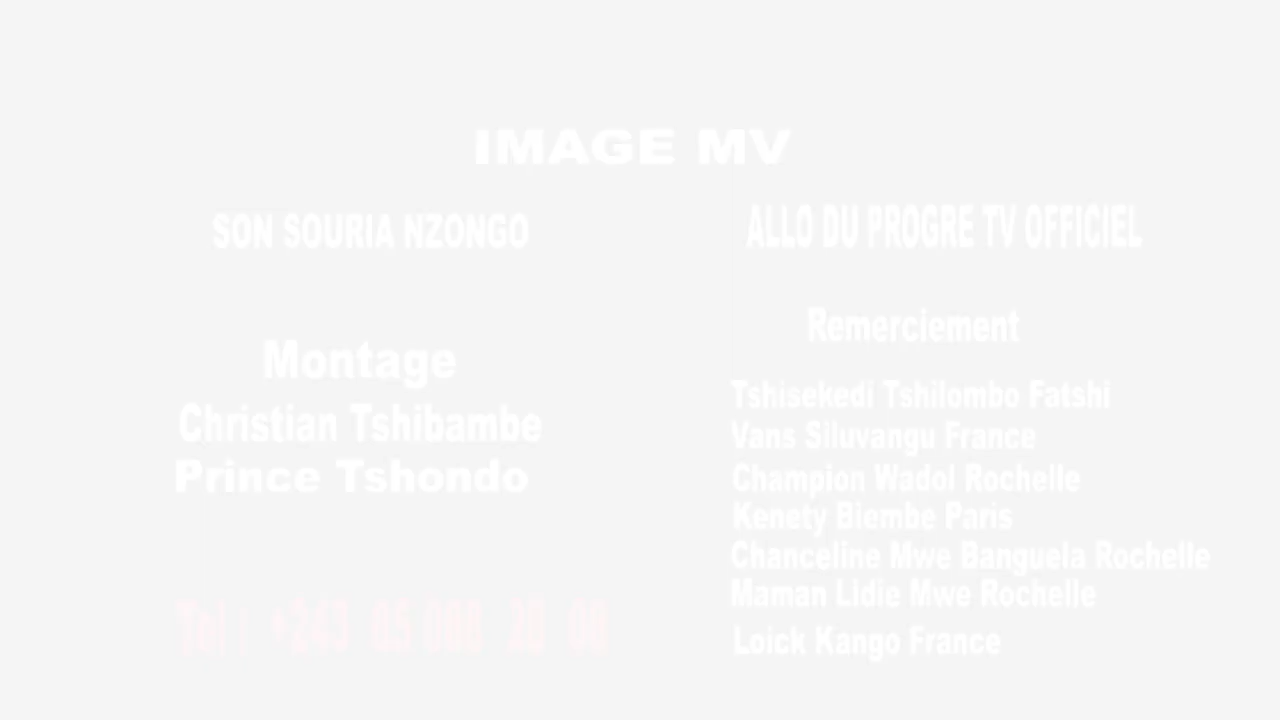 IMAGE MV
SON SOURIA NZONGO
ALLO DU PROGRE TV OFFICIEL
Montage
Christian Tshibambe
Prince Tshondo
Remerciement
Tshisekedi Tshilombo Fatshi
Vans Siluvangu France
Champion Wadol Rochelle
Kenety Biembe Paris
Chanceline Mwe Banguela Rochelle
Maman Lidie Mwe Rochelle
Loick Kango France
Tel : +243